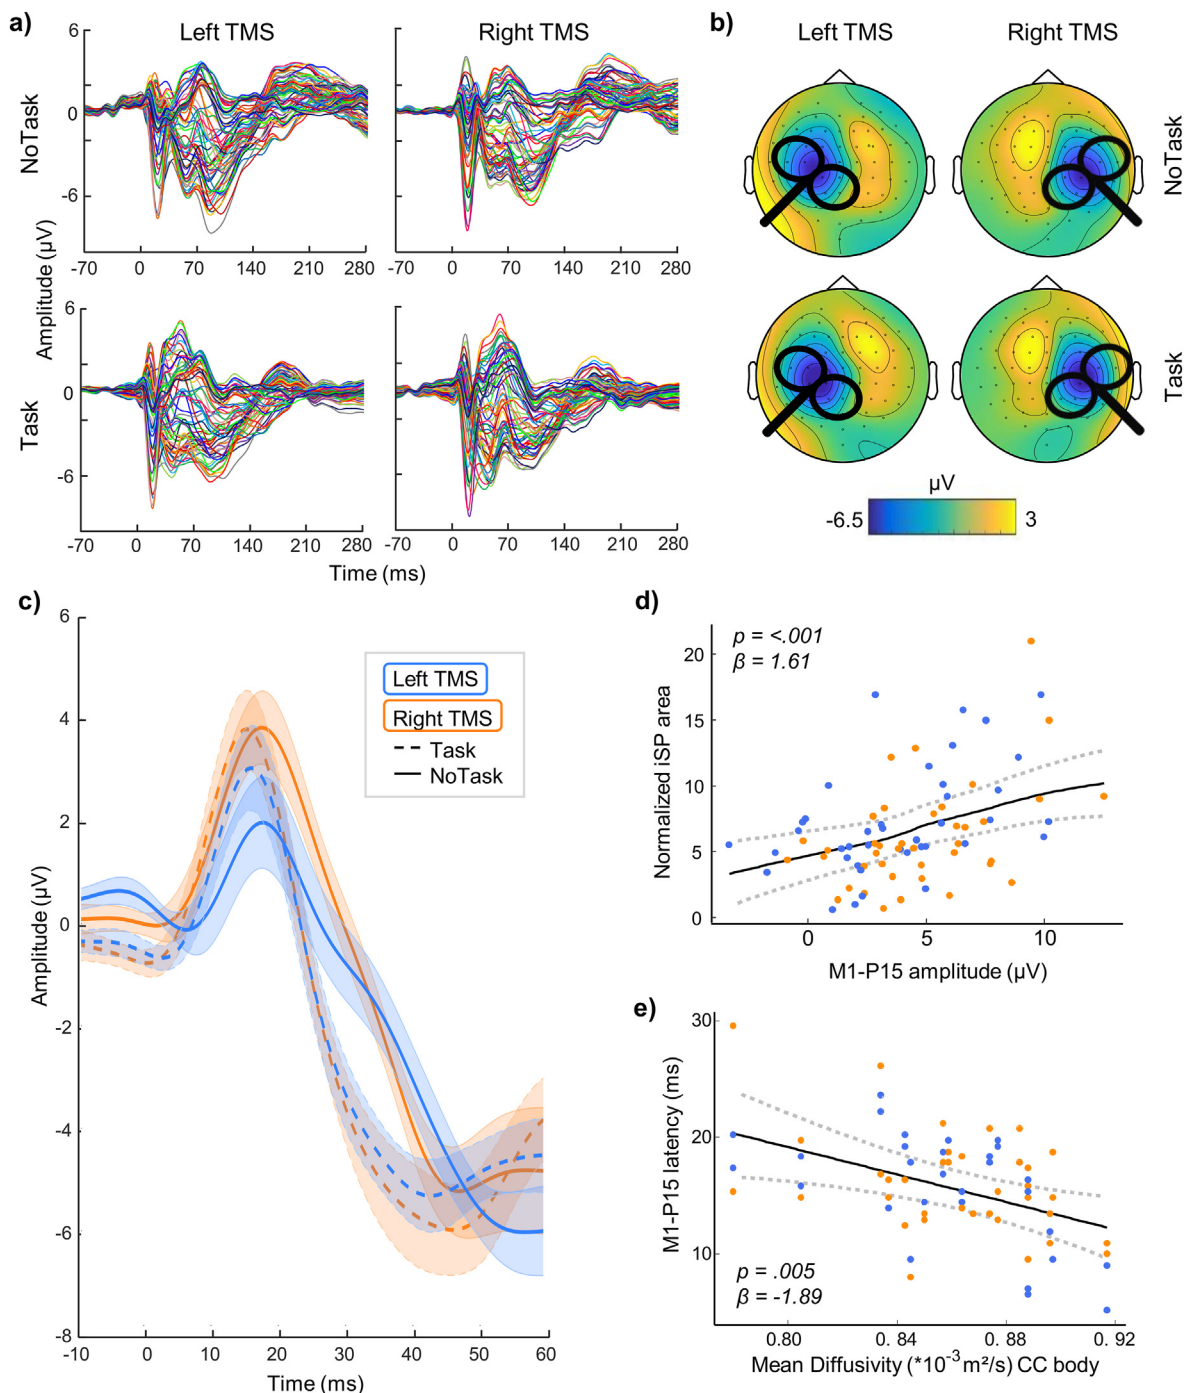 a)
Left TMS
Right TMS
NoTask
6
0
-6
-70 0 70 140 210 280
-70 0 70 140 210 280
Amplitude (µV)
Task
6
0
-6
-70 0 70 140 210 280
-70 0 70 140 210 280
Time (ms)
b)
Left TMS
Right TMS
NoTask
Task
µV
-6.5
3
c)
6
4
2
0
-2
-4
-6
-8
-10 0 10 20 30 40 50 60
Amplitude (µV)
Time (ms)
Left TMS
Right TMS
Task
NoTask
d)
p = <.001
β = 1.61
20
15
10
5
0
Normalized iSP area
0 5 10
M1-P15 amplitude (µV)
e)
30
20
10
M1-P15 latency (ms)
p = .005
β = -1.89
0.80 0.84 0.88 0.92
Mean Diffusivity (*10⁻³ m²/s) CC body